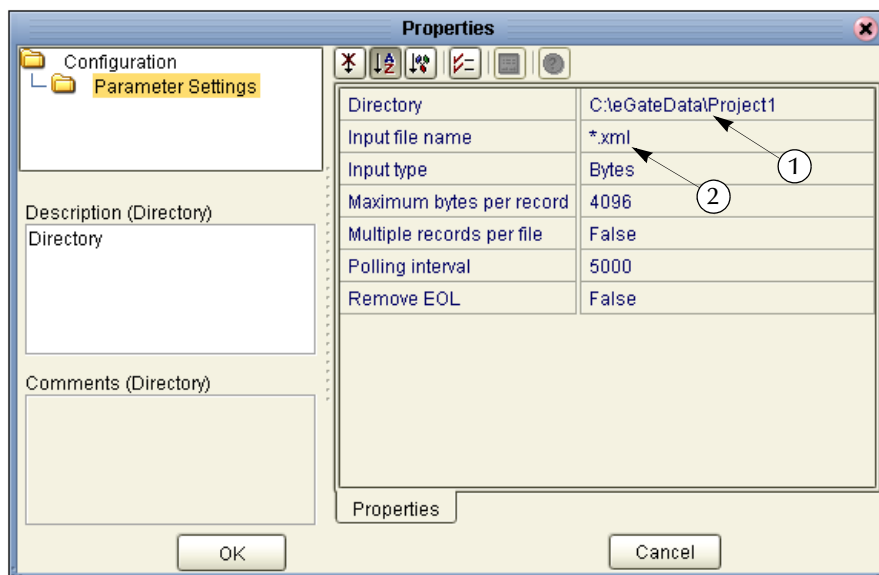 Properties
Configuration
Parameter Settings
Description (Directory)
Directory
Comments (Directory)
Directory C:\eGateData\Project1
Input file name *.xml
Input type Bytes
Maximum bytes per record 4096
Multiple records per file False
Polling interval 5000
Remove EOL False
1
2
Properties
OK
Cancel